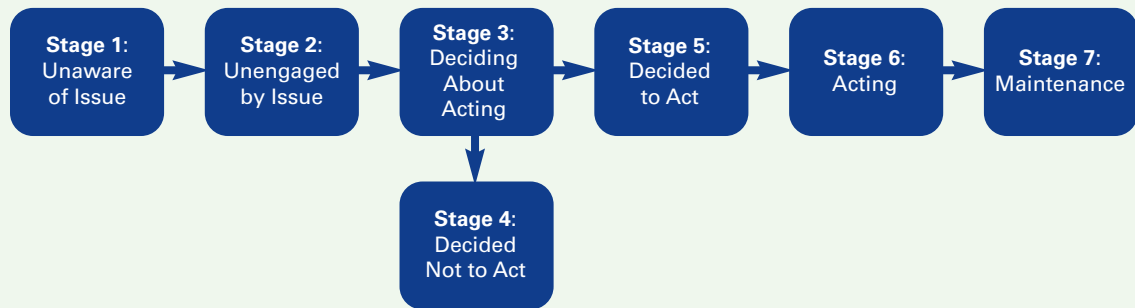 Stage 1:
Unaware
of Issue
Stage 2:
Unengaged
by Issue
Stage 3:
Deciding
About
Acting
Stage 5:
Decided
to Act
Stage 6:
Acting
Stage 7:
Maintenance
Stage 4:
Decided
Not to Act